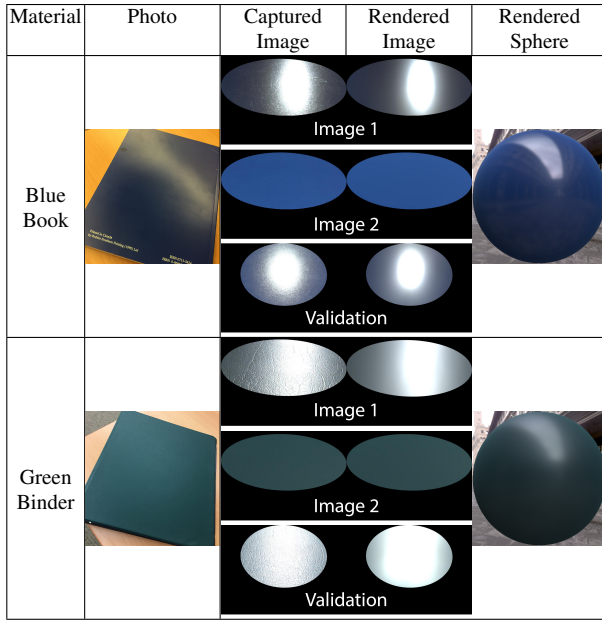 Material
Photo
Captured
Image
Rendered
Image
Rendered
Sphere
Blue
Book
Image 1
Image 2
Validation
Green
Binder
Image 1
Image 2
Validation